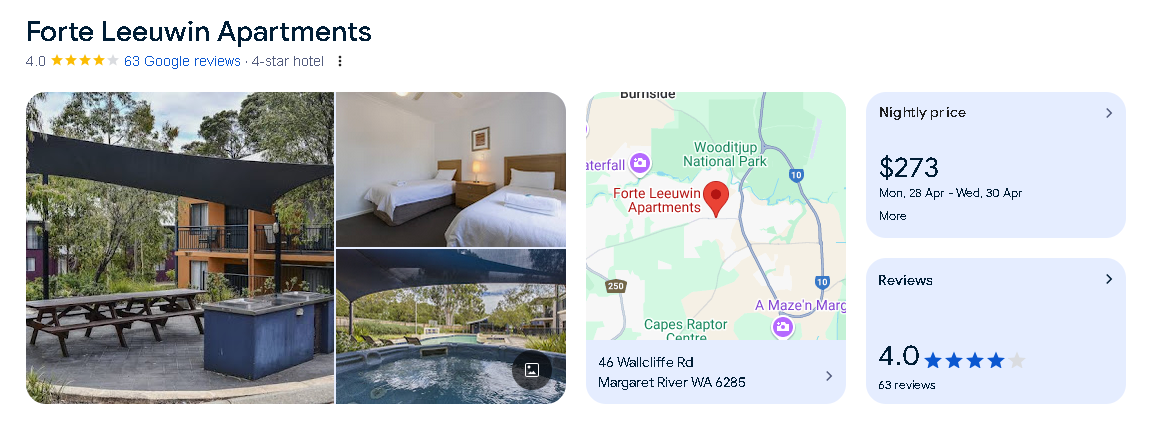 Forte Leeuwin Apartments
4.0 63 Google reviews · 4-star hotel
Burnside
aterfall
Wooditjup
National Park
10
Forte Leeuwin
Apartments
250
10
A Maze'n Marg
Capes Raptor
Centre
46 Wallcliffe Rd
Margaret River WA 6285
Nightly price
$273
Mon, 28 Apr - Wed, 30 Apr
More
Reviews
4.0
63 reviews